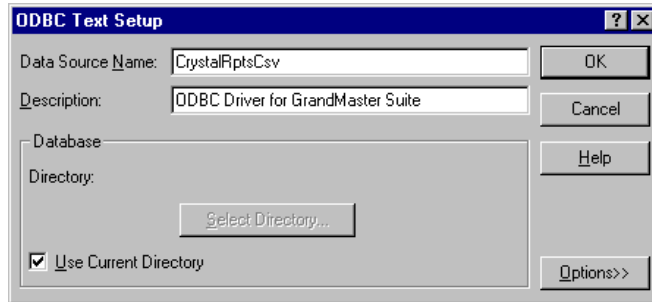 ODBC Text Setup
Data Source Name: CrystalRptsCsv
OK
Description: ODBC Driver for GrandMaster Suite
Cancel
Database
Help
Directory:
Select Directory...
Use Current Directory
Options>>